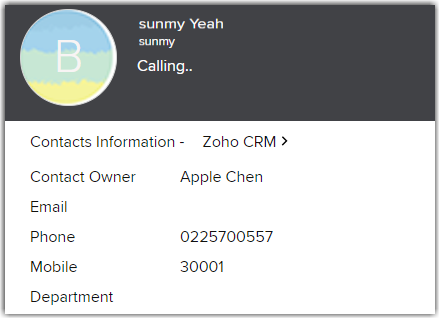 B
sunmy Yeah
sunmy
Calling..
Contacts Information - Zoho CRM >
Contact Owner Apple Chen
Email
Phone 0225700557
Mobile 30001
Department